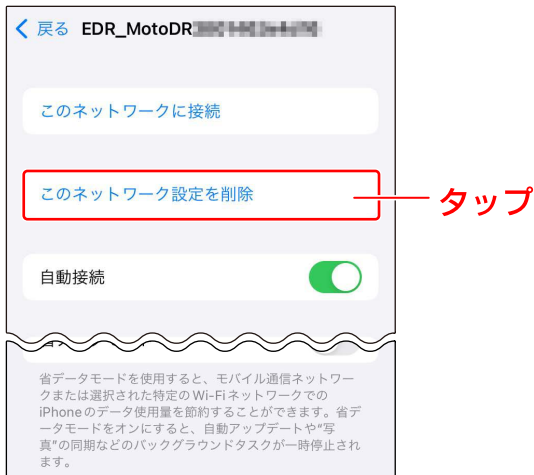 戻る EDR_MotoDR
このネットワークに接続
このネットワーク設定を削除
タップ
自動接続
省データモードを使用すると、モバイル通信ネットワー
クまたは選択された特定のWi-Fiネットワークでの
iPhoneのデータ使用量を節約することができます。省デ
ータモードをオンにすると、自動アップデートや“写
真”の同期などのバックグラウンドタスクが一時停止され
ます。